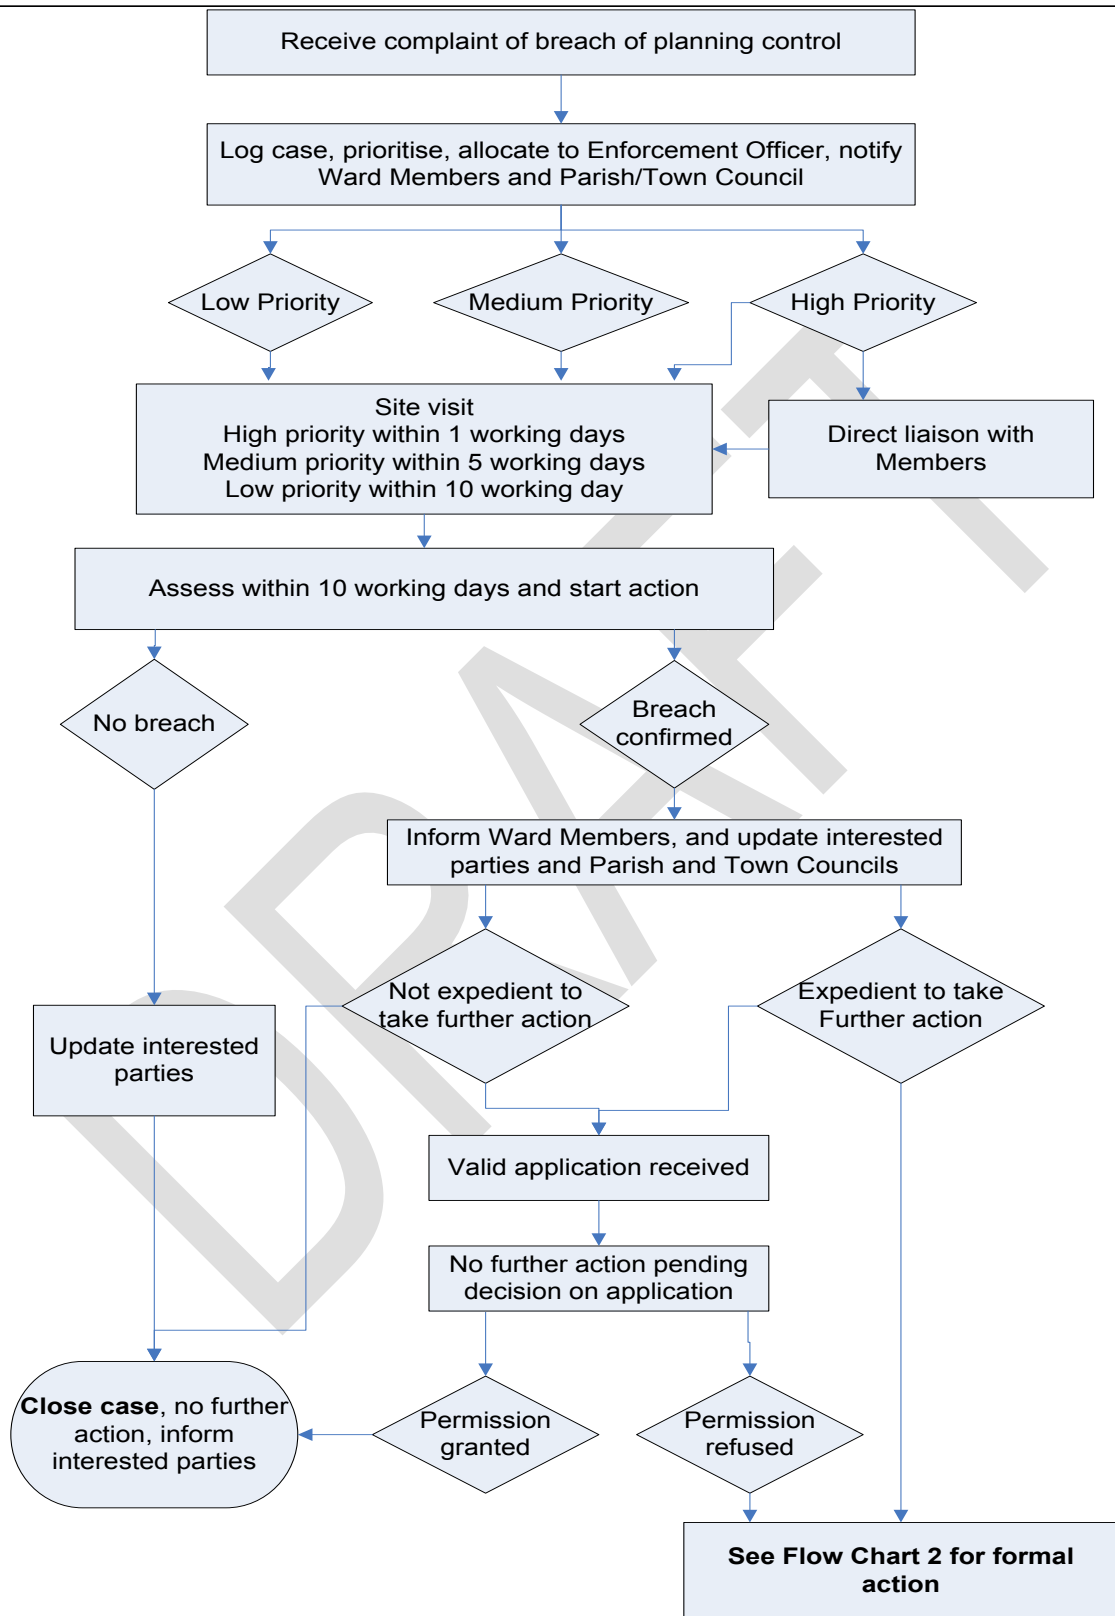 Receive complaint of breach of planning control
Log case, prioritise, allocate to Enforcement Officer, notify
Ward Members and Parish/Town Council
Low Priority
Medium Priority
High Priority
Site visit
High priority within 1 working days
Medium priority within 5 working days
Low priority within 10 working day
Direct liaison with
Members
Assess within 10 working days and start action
No breach
Breach
confirmed
Inform Ward Members, and update interested
parties and Parish and Town Councils
Not expedient to
take further action
Expedient to take
Further action
Update interested
parties
Valid application received
No further action pending
decision on application
Close case, no further
action, inform
interested parties
Permission
granted
Permission
refused
See Flow Chart 2 for formal
action
DRAFT